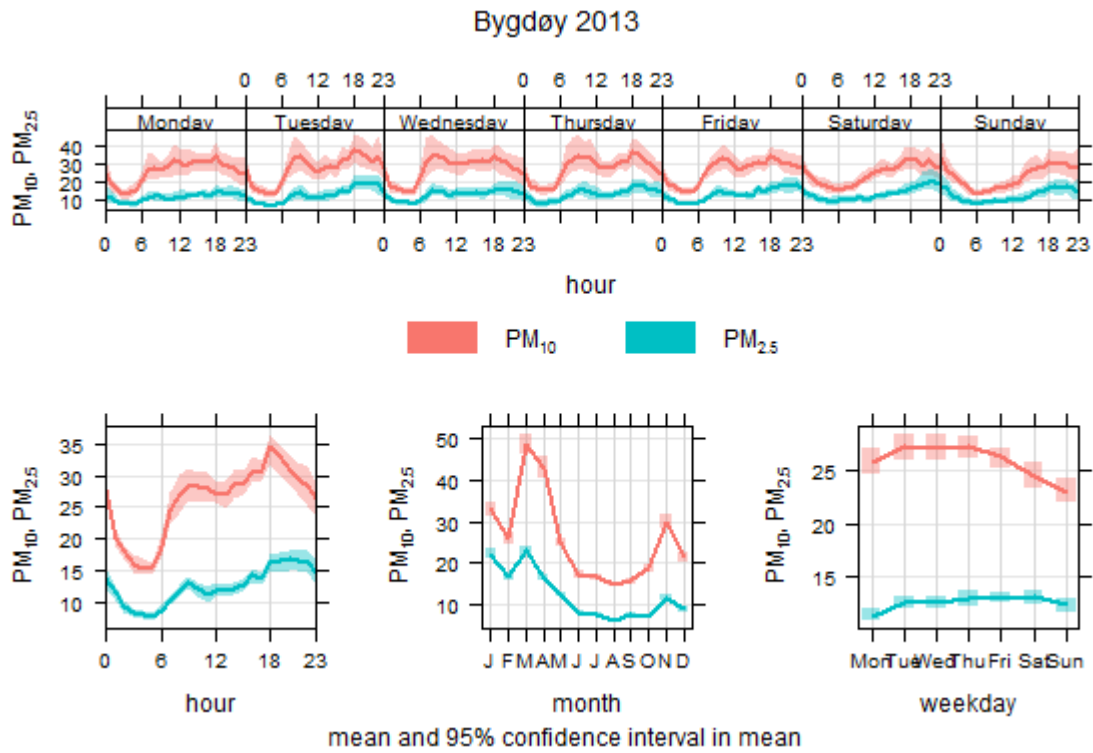 Bygdøy 2013
0 6 12 18 23 0 6 12 18 23 0 6 12 18 23
Monday Tuesday Wednesday Thursday Friday Saturday Sunday
PM10, PM2.5
40
30
20
10
0 6 12 18 23 0 6 12 18 23 0 6 12 18 23 0 6 12 18 23
hour
PM10 PM2.5
PM10, PM2.5
35
30
25
20
15
10
0 6 12 18 23
hour
PM10, PM2.5
50
40
30
20
10
J F M A M J J A S O N D
month
PM10, PM2.5
25
20
15
Mon Tue Wed Thu Fri Sat Sun
weekday
mean and 95% confidence interval in mean